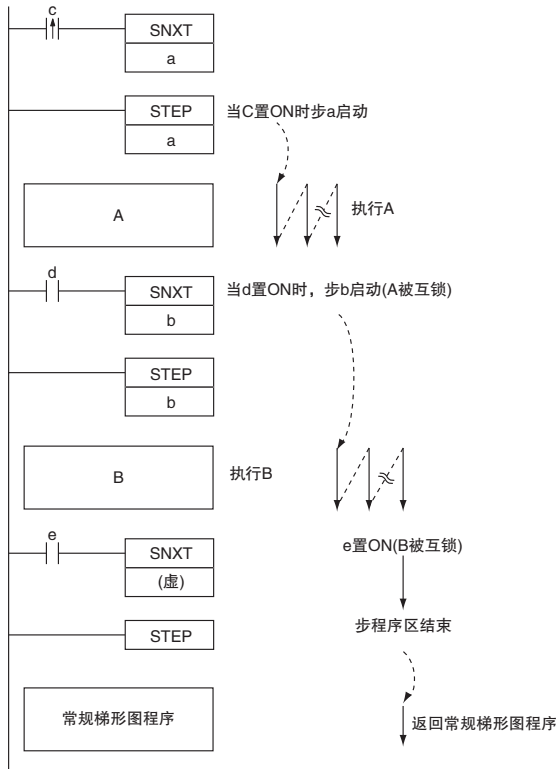 c
SNXT
a
STEP
a
当C置ON时步a启动
A
执行A
d
SNXT
b
当d置ON时，步b启动(A被互锁)
STEP
b
B
执行B
e
SNXT
(虚)
e置ON(B被互锁)
STEP
步程序区结束
常规梯形图程序
返回常规梯形图程序